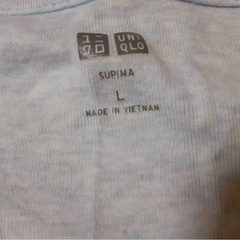 ユニ UNI
クロ QLO
SUPIMA
L
MADE IN VIETNAM